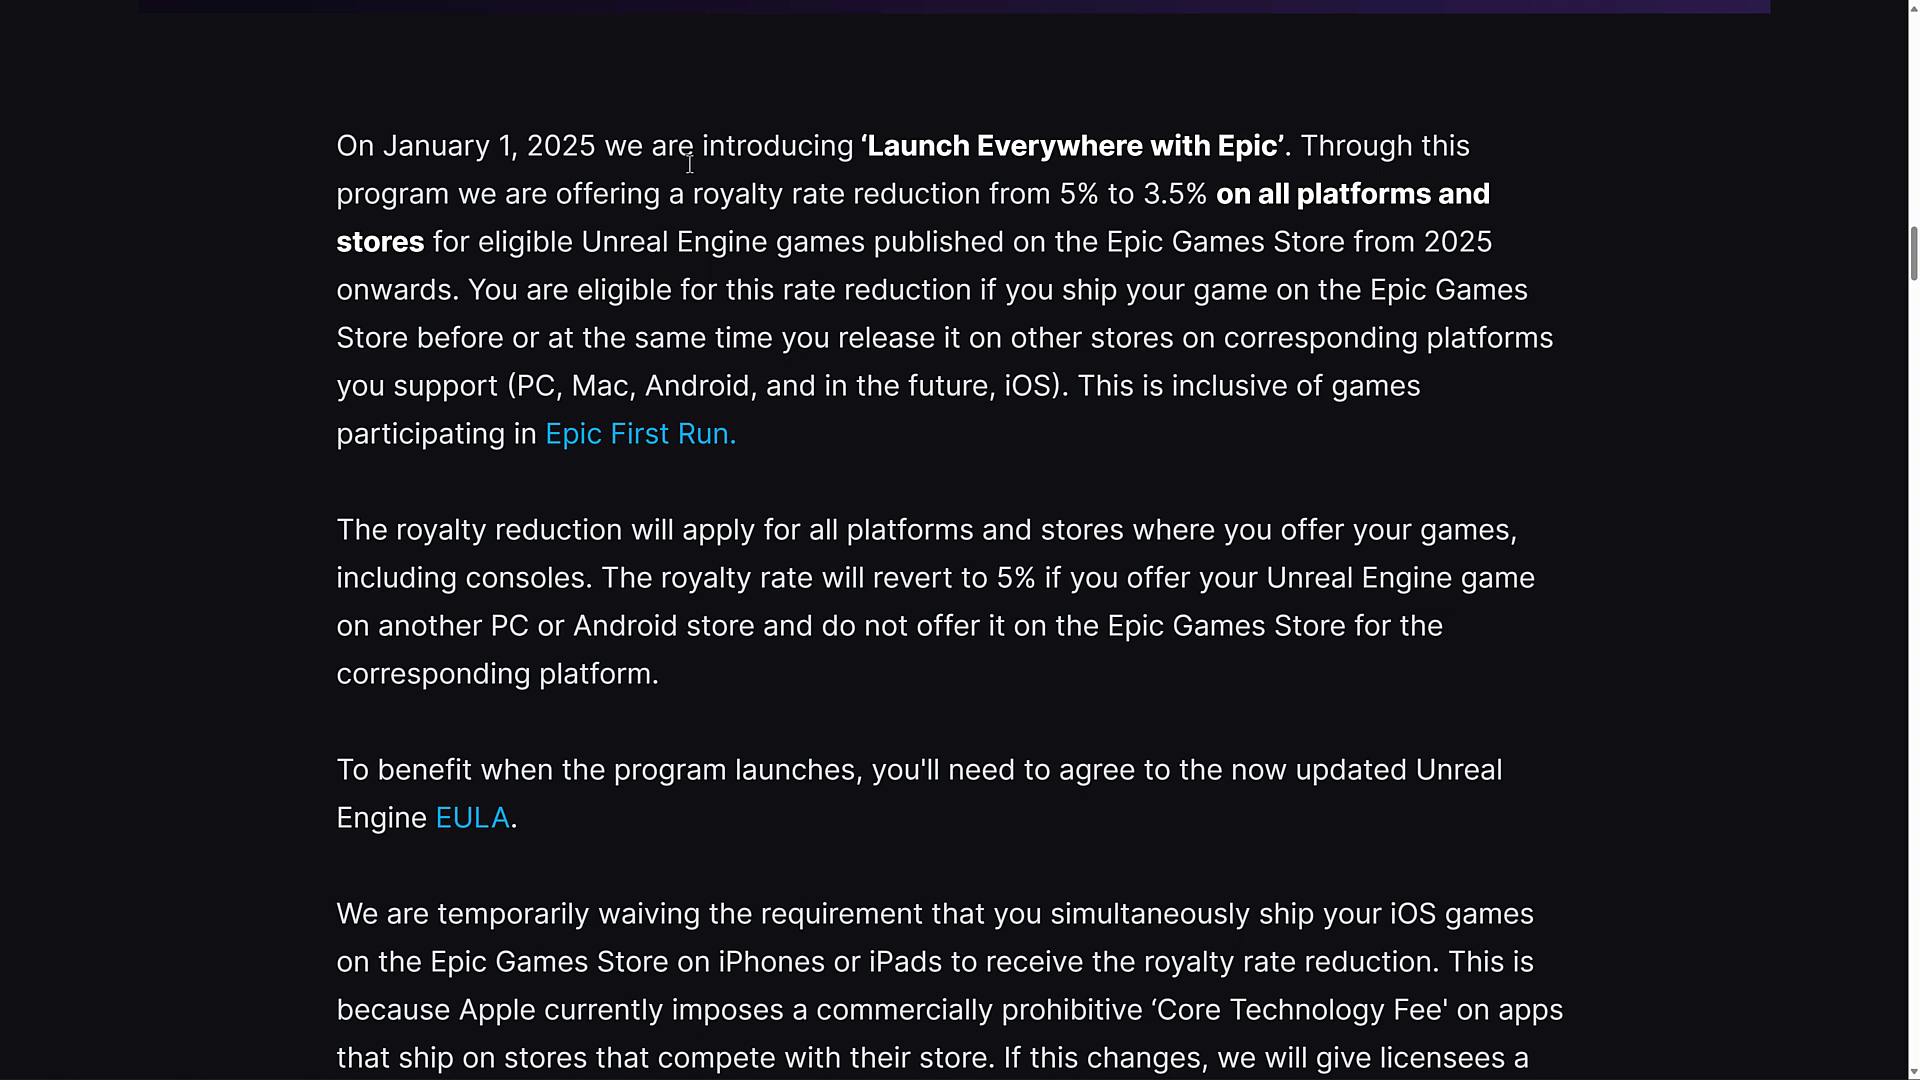 On January 1, 2025 we are introducing ‘Launch Everywhere with Epic’. Through this
program we are offering a royalty rate reduction from 5% to 3.5% on all platforms and
stores for eligible Unreal Engine games published on the Epic Games Store from 2025
onwards. You are eligible for this rate reduction if you ship your game on the Epic Games
Store before or at the same time you release it on other stores on corresponding platforms
you support (PC, Mac, Android, and in the future, iOS). This is inclusive of games
participating in Epic First Run.
The royalty reduction will apply for all platforms and stores where you offer your games,
including consoles. The royalty rate will revert to 5% if you offer your Unreal Engine game
on another PC or Android store and do not offer it on the Epic Games Store for the
corresponding platform.
To benefit when the program launches, you'll need to agree to the now updated Unreal
Engine EULA.
We are temporarily waiving the requirement that you simultaneously ship your iOS games
on the Epic Games Store on iPhones or iPads to receive the royalty rate reduction. This is
because Apple currently imposes a commercially prohibitive ‘Core Technology Fee' on apps
that ship on stores that compete with their store. If this changes, we will give licensees a